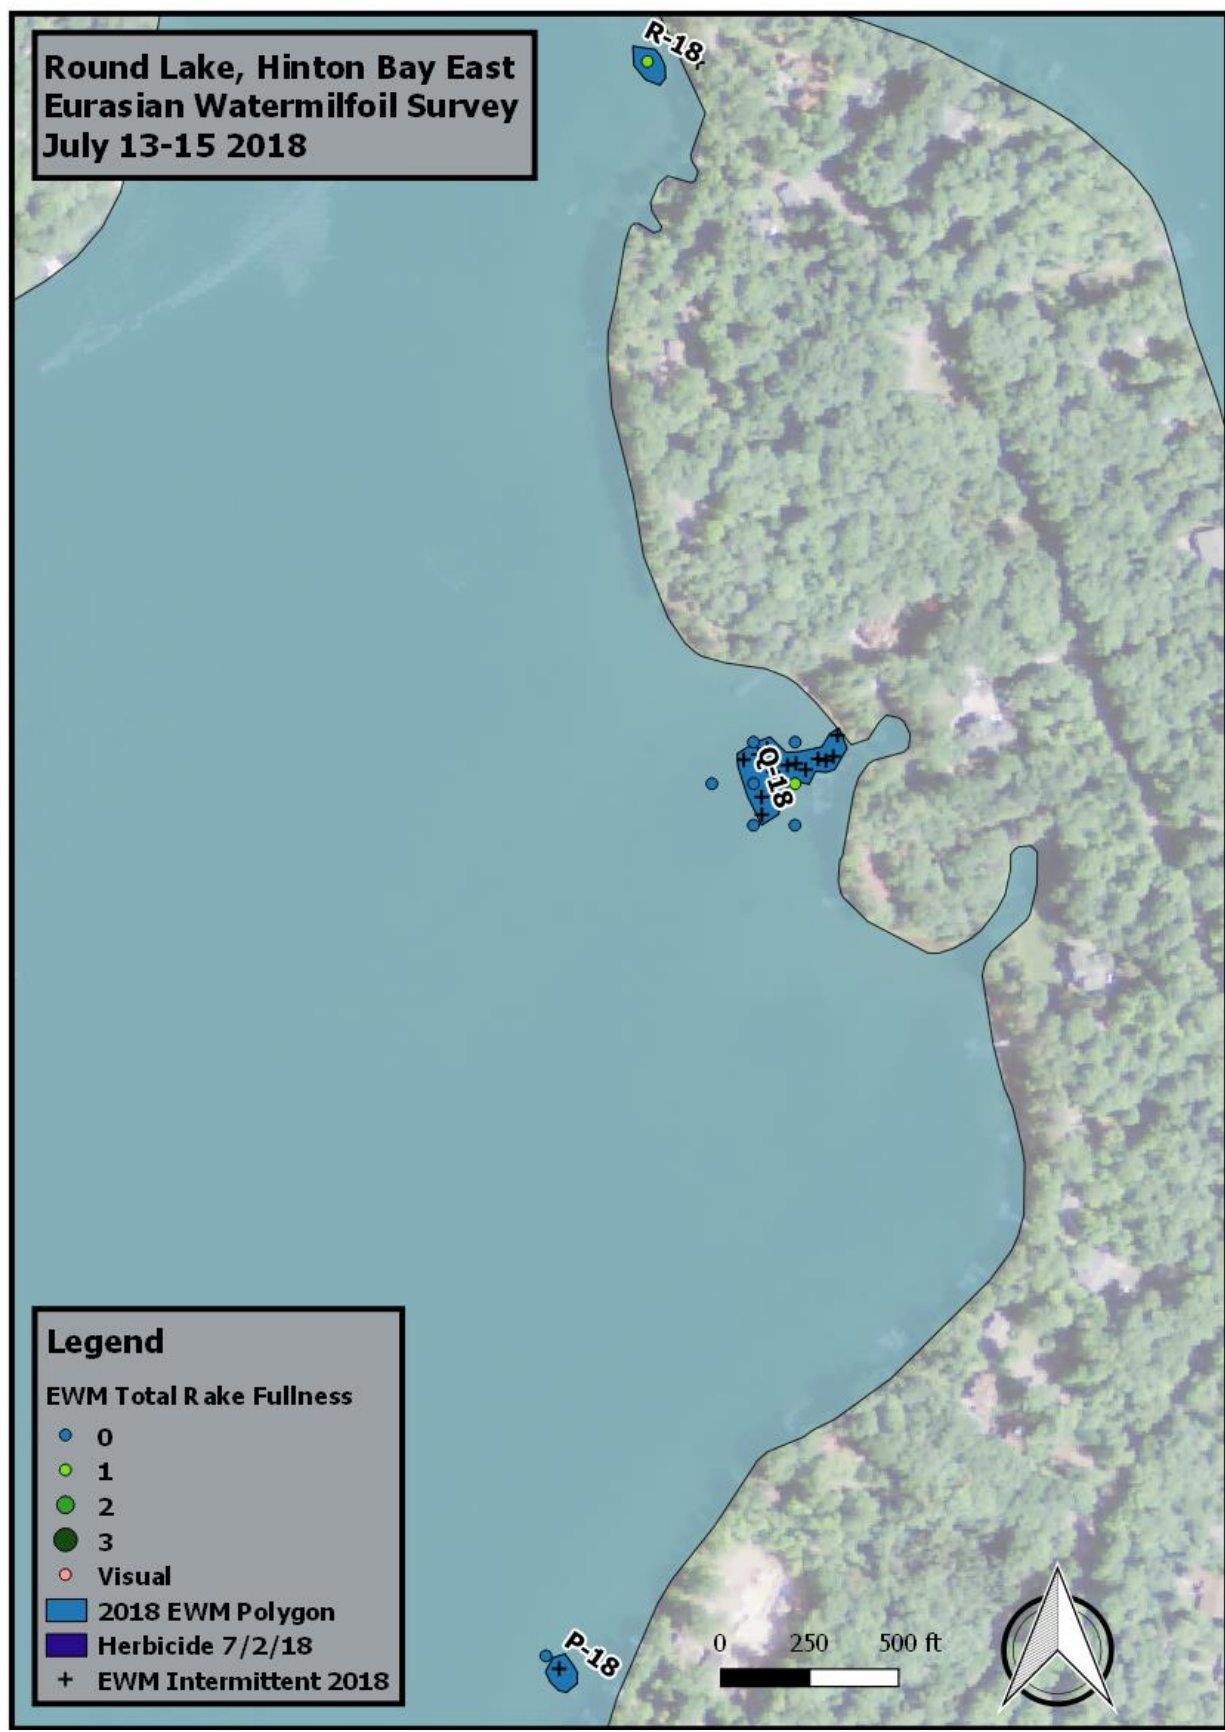 Round Lake, Hinton Bay East
Eurasian Watermilfoil Survey
July 13-15 2018
R-18
Q-18
P-18
Legend
EWM Total Rake Fullness
0
1
2
3
Visual
2018 EWM Polygon
Herbicide 7/2/18
EWM Intermittent 2018
0 250 500 ft